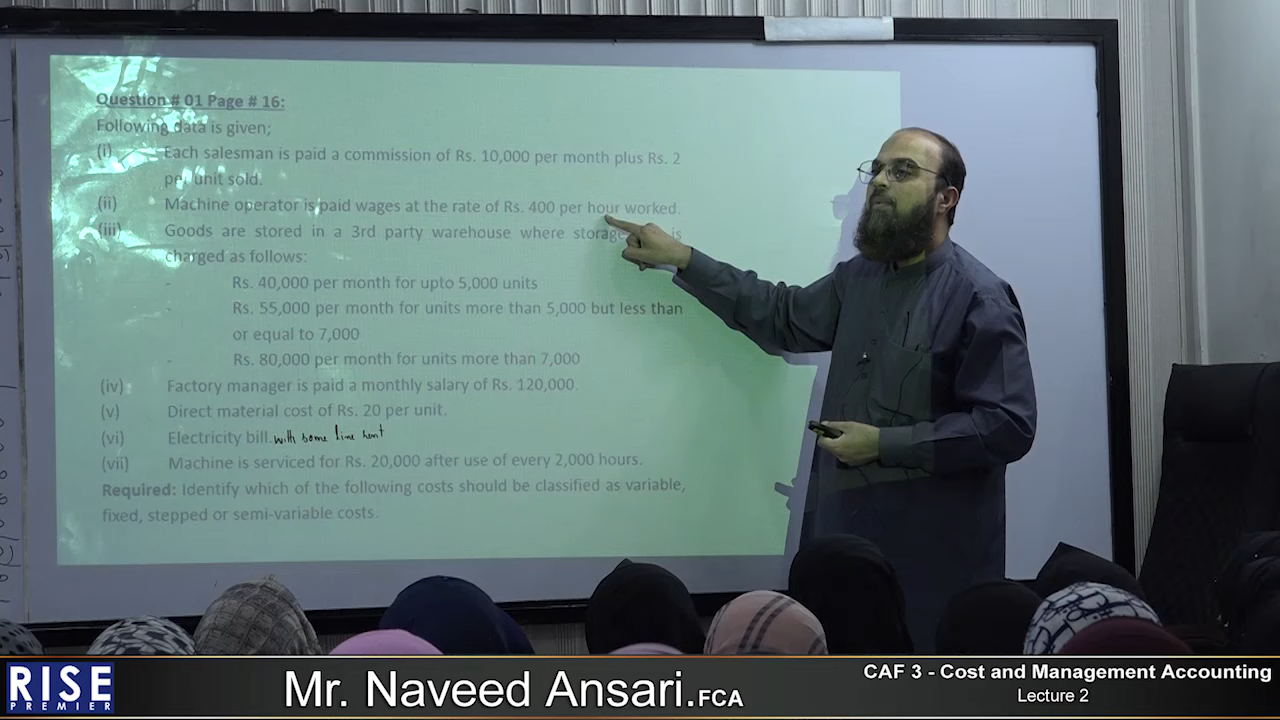 Question # 01 Page # 16:
Following data is given;
(i) Each salesman is paid a commission of Rs. 10,000 per month plus Rs. 2
per unit sold.
(ii) Machine operator is paid wages at the rate of Rs. 400 per hour worked.
(iii) Goods are stored in a 3rd party warehouse where is
charged as follows:
- Rs. 40,000 per month for upto 5,000 units
- Rs. 55,000 per month for units more than 5,000 but less than
or equal to 7,000
- Rs. 80,000 per month for units more than 7,000
(iv) Factory manager is paid a monthly salary of Rs. 120,000.
(v) Direct material cost of Rs. 20 per unit.
(vi) Electricity bill. with some line rent
(vii) Machine is serviced for Rs. 20,000 after use of every 2,000 hours.
Required: Identify which of the following costs should be classified as variable,
fixed, stepped or semi-variable costs.
RISE
PREMIER
Mr. Naveed Ansari.FCA
CAF 3 - Cost and Management Accounting
Lecture 2